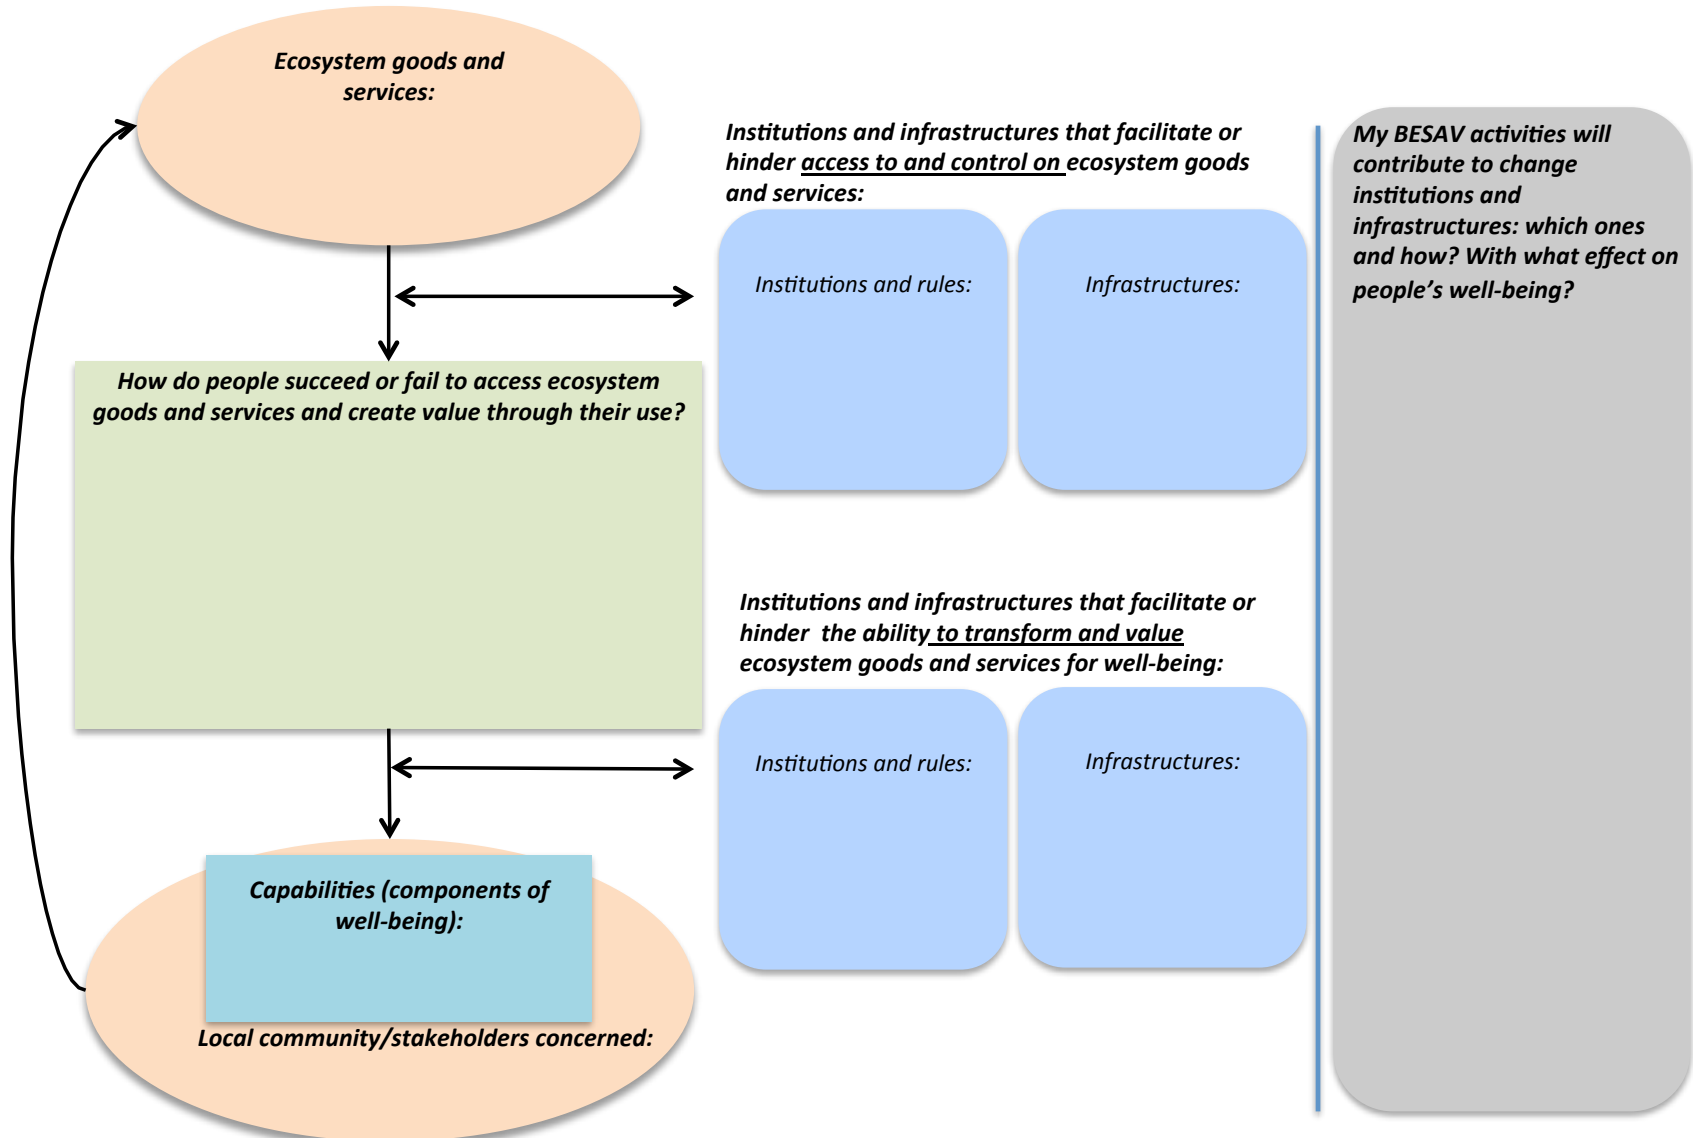 Ecosystem goods and
services:
Institutions and infrastructures that facilitate or
hinder access to and control on ecosystem goods
and services:
Institutions and rules:
Infrastructures:
My BESAV activities will
contribute to change
institutions and
infrastructures: which ones
and how? With what effect on
people’s well-being?
How do people succeed or fail to access ecosystem
goods and services and create value through their use?
Institutions and infrastructures that facilitate or
hinder the ability to transform and value
ecosystem goods and services for well-being:
Institutions and rules:
Infrastructures:
Capabilities (components of
well-being):
Local community/stakeholders concerned: